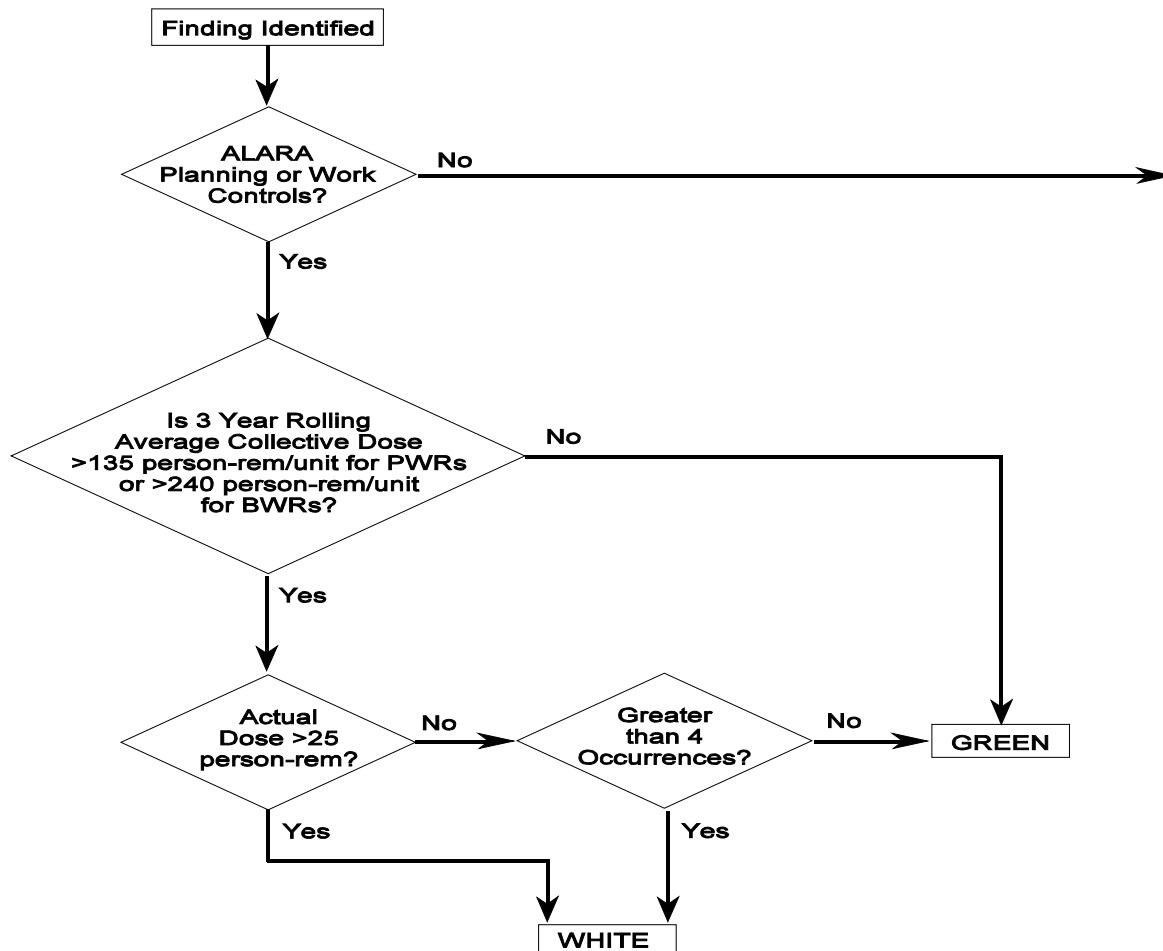 Finding Identified
ALARA
Planning or Work
Controls?
No
Yes
Is 3 Year Rolling
Average Collective Dose
>135 person-rem/unit for PWRs
or >240 person-rem/unit
for BWRs?
No
Yes
Actual
Dose >25
person-rem?
No
Greater
than 4
Occurrences?
No
GREEN
Yes
Yes
WHITE